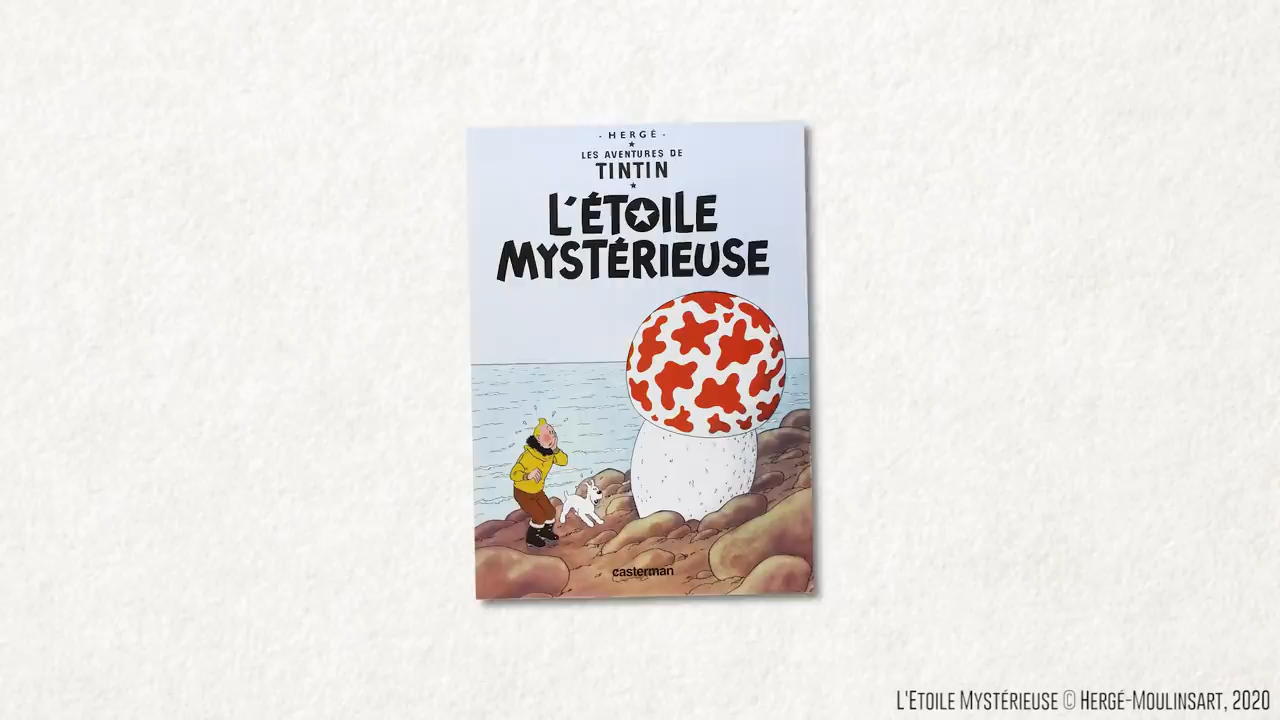 - HERGÉ -
LES AVENTURES DE
TINTIN
L'ÉTOILE
MYSTÉRIEUSE
casterman
L'ETOILE MYSTÉRIEUSE © HERGÉ-MOULINSART, 2020